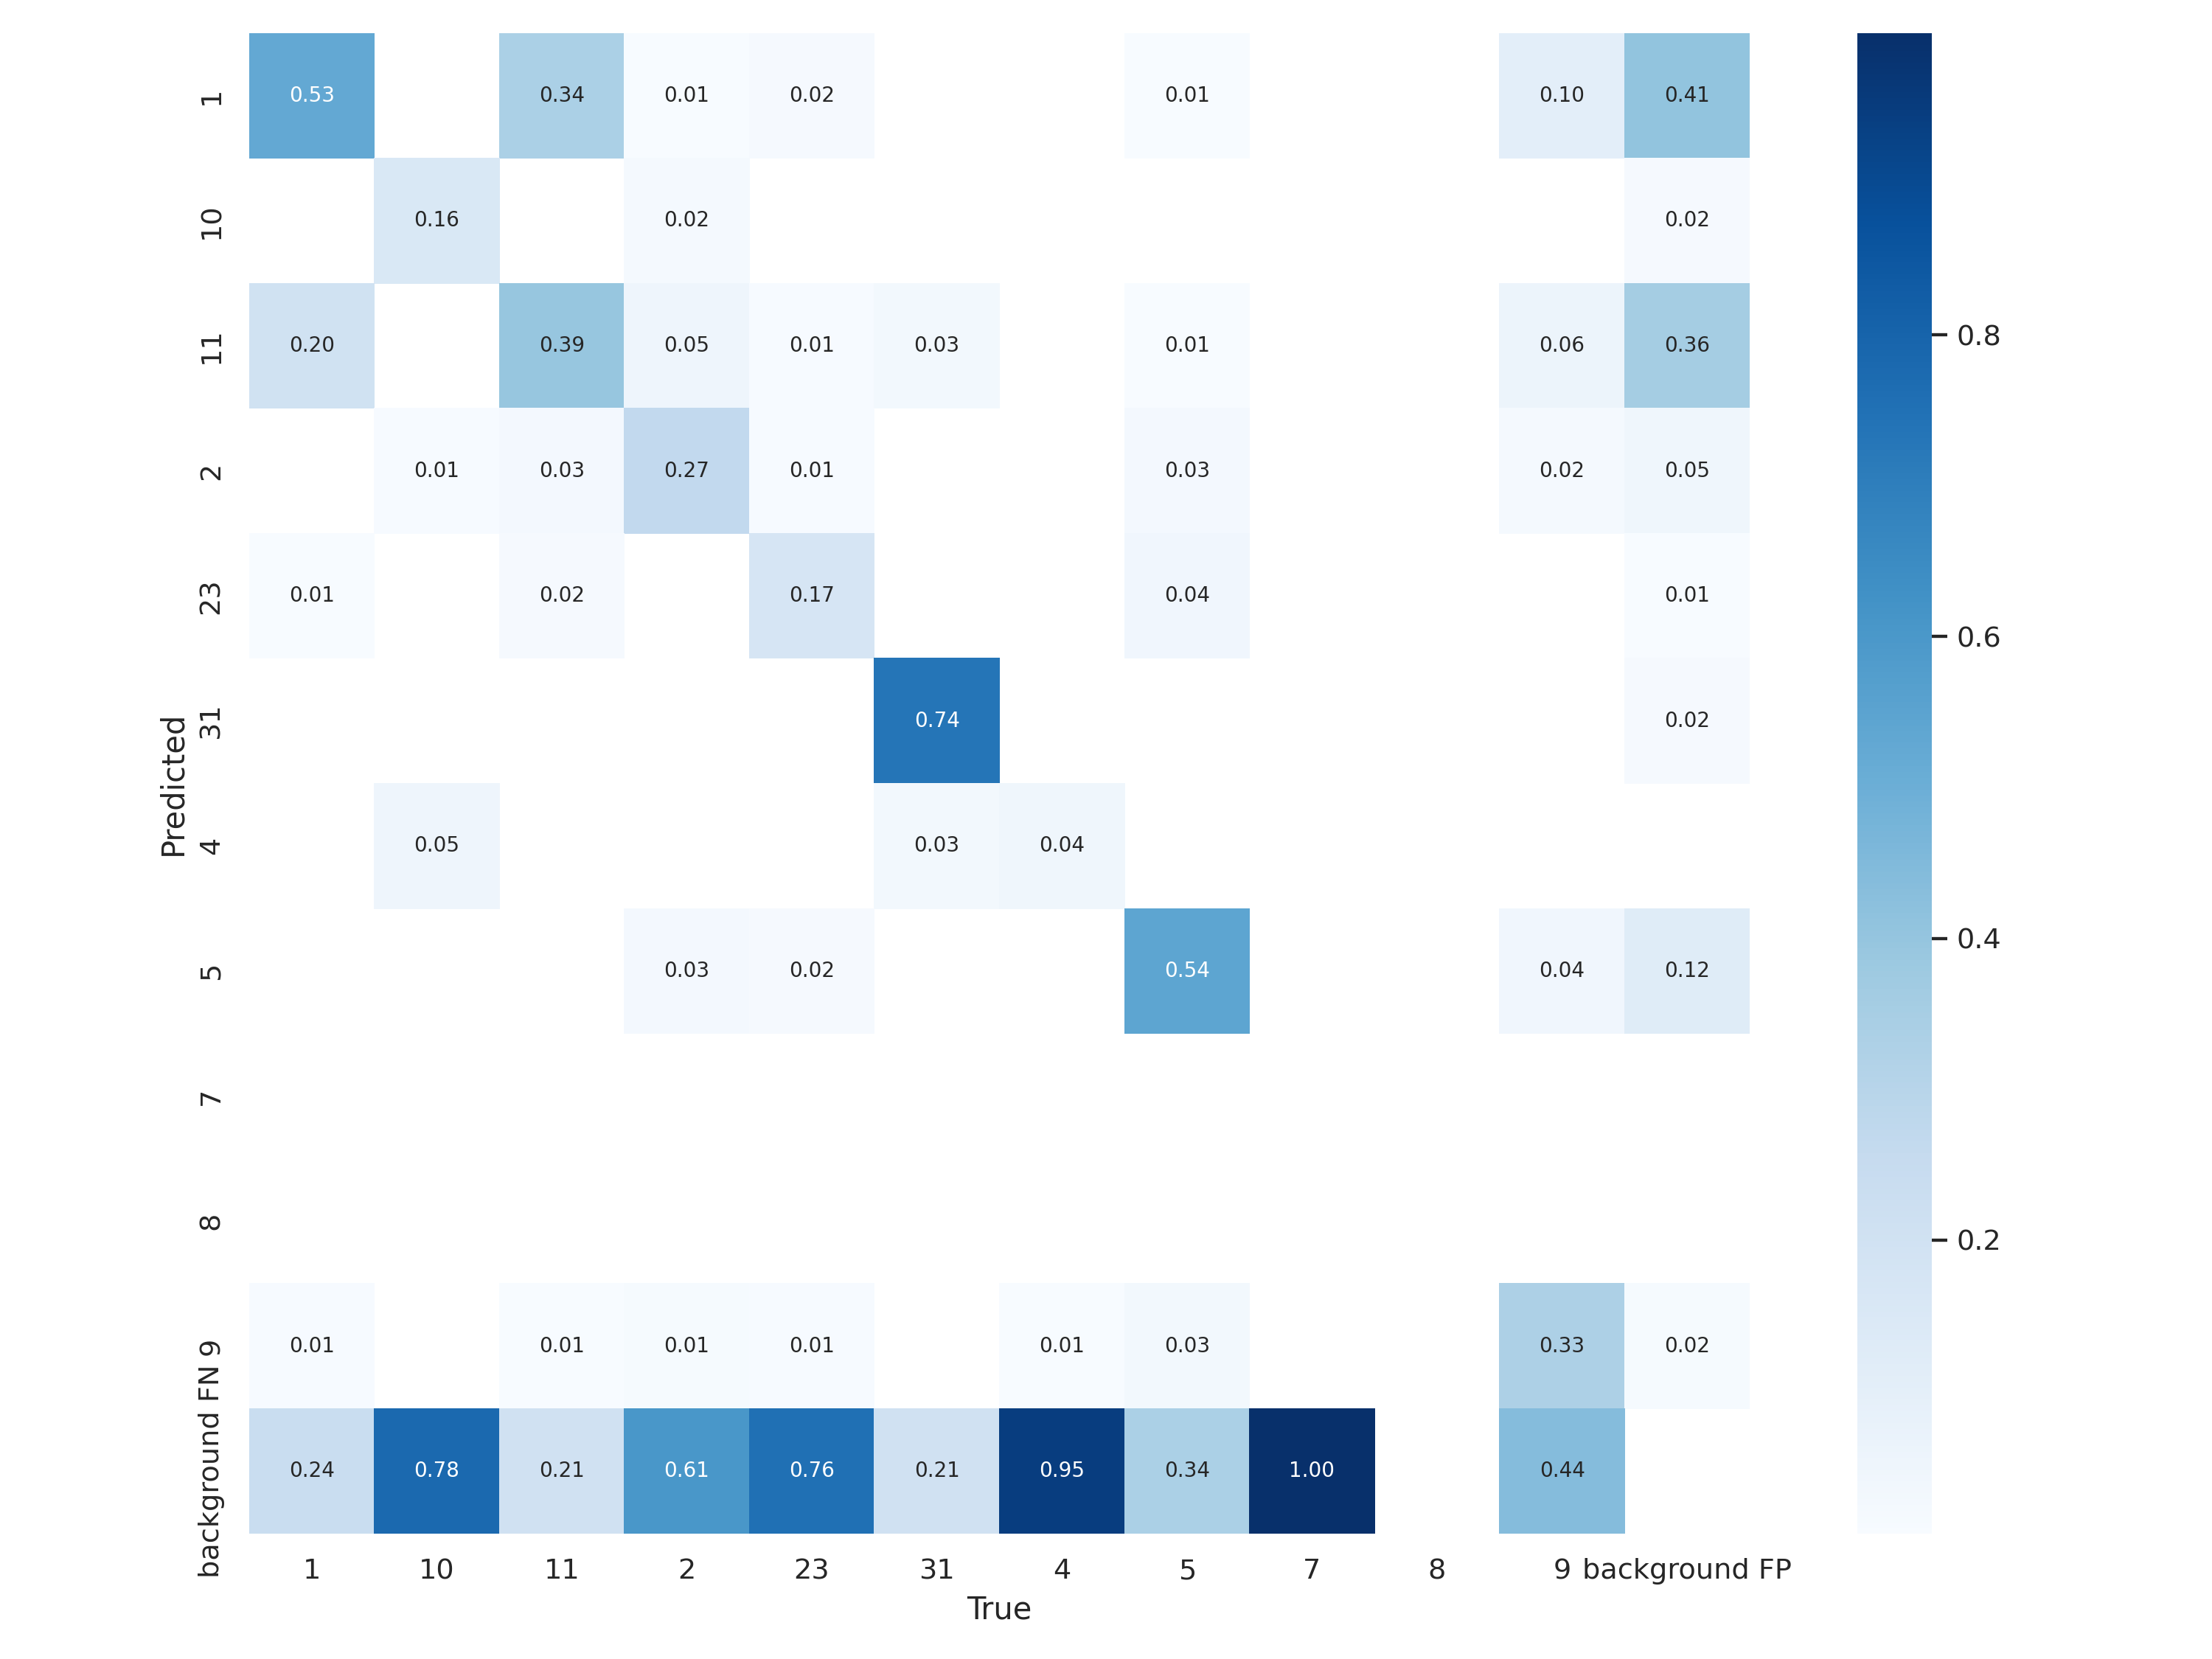 1 0.53 0.34 0.01 0.02 0.01 0.10 0.41
10 0.16 0.02 0.02
11 0.20 0.39 0.05 0.01 0.03 0.01 0.06 0.36 0.8
2 0.01 0.03 0.27 0.01 0.03 0.02 0.05
23 0.01 0.02 0.17 0.04 0.01 0.6
31 0.74 0.02
Predicted
4 0.05 0.03 0.04
5 0.03 0.02 0.54 0.04 0.12 0.4
7
8 0.2
9 0.01 0.01 0.01 0.01 0.01 0.03 0.33 0.02
background FN 0.24 0.78 0.21 0.61 0.76 0.21 0.95 0.34 1.00 0.44
1 10 11 2 23 31 4 5 7 8 9 background FP
True